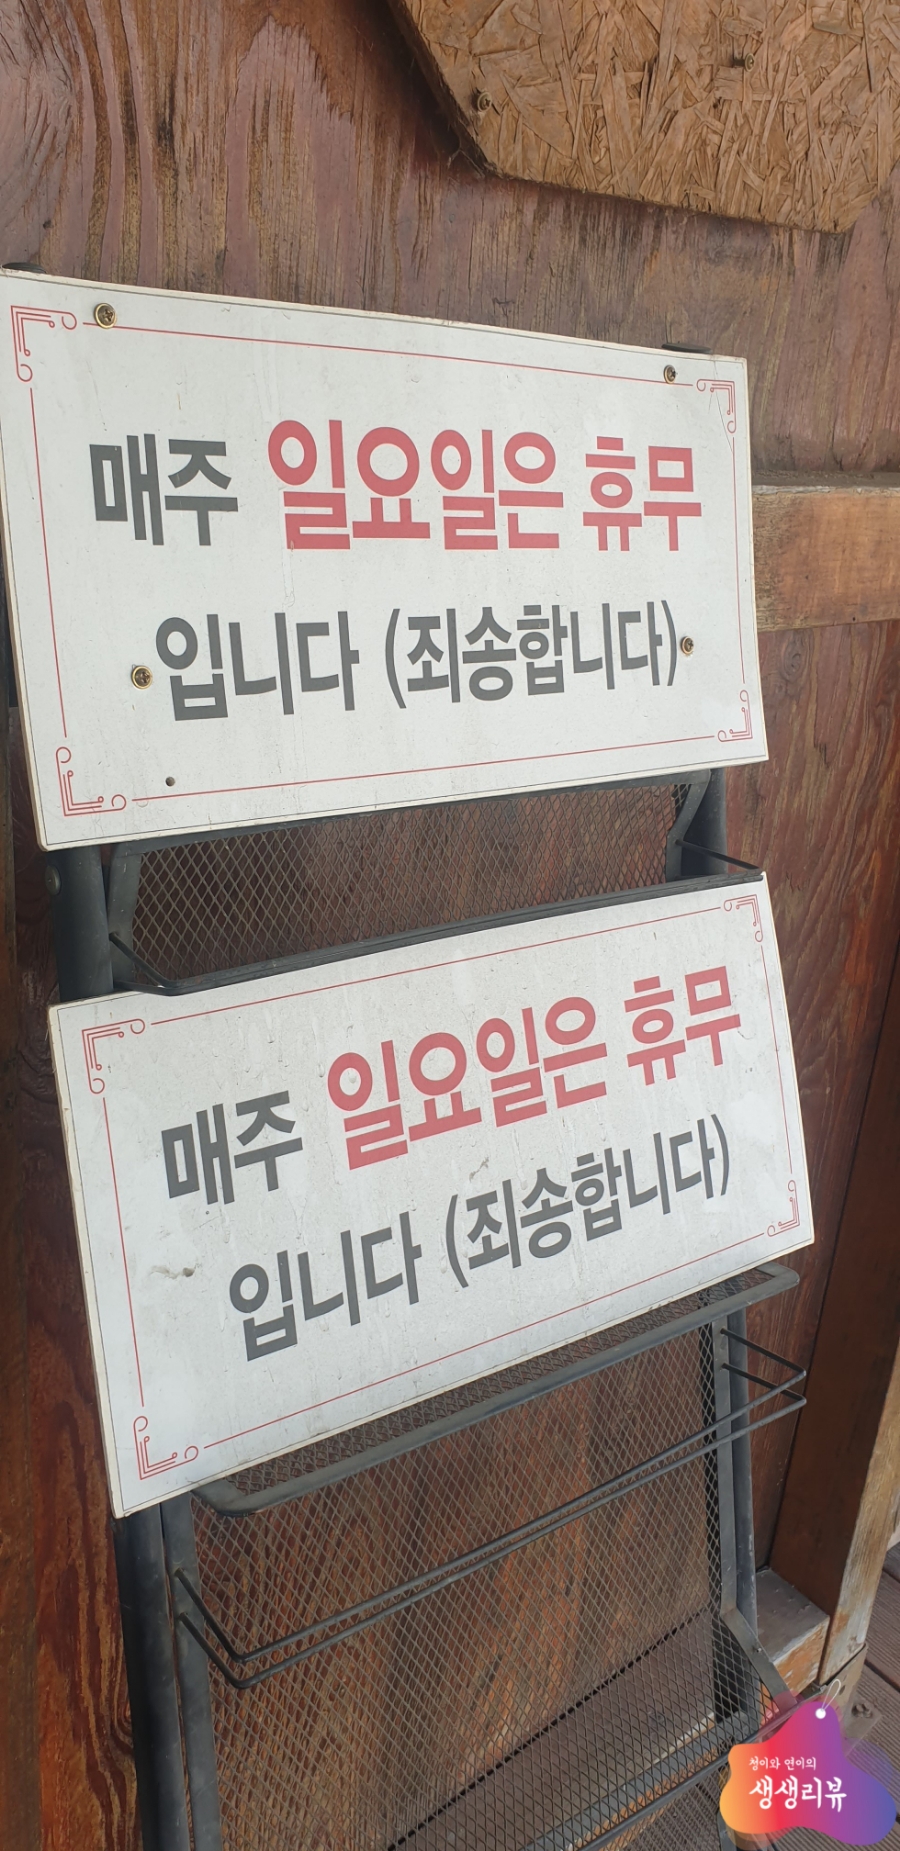 매주 일요일은 휴무
입니다 (죄송합니다)
매주 일요일은 휴무
입니다 (죄송합니다)
청이와 연이의
생생리뷰